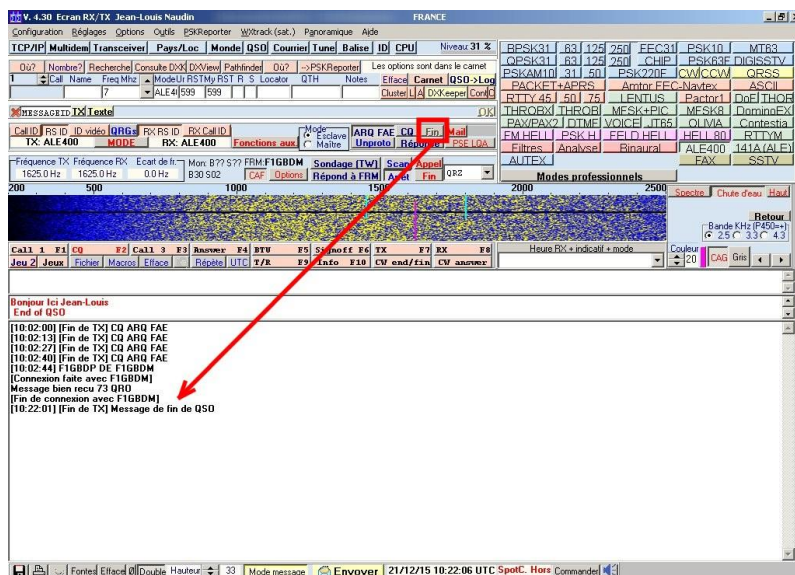 V. 4.30 Ecran RX/TX Jean-Louis Naudin FRANCE
Configuration Réglages Options Outils PSKReporter WXtrack (sat.) Panoramique Aide
TCP/IP Multidem Transceiver Pays/Loc Monde QSO Courrier Tune Balise ID CPU Niveau: 31 %
BPSK31 63 125 250 FEC31 PSK10 MT63
Où? Nombre? Recherche Consulte DXK DXView Pathfinder Où? ->PSKReporter Les options sont dans le carnet
QPSK31 63 125 250 CHIP PSK63F DIGISSTV
1 Call Name Freq Mhz Mode Ur RST My RST R S Locator QTH Notes Efface Carnet QSO->Log
PSKAM10 31 50 PSK220F CW CCW QRSS
7 ALE4 599 599 Cluster L A DXKeeper Cont C
PACKET+APRS Amtor FEC-Navtex ASCII
RTTY 45 50 75 LENTUS Pactor1 DoF THOR
MESSAGEID TX Texte OK
THROBX THROB MFSK+PIC MFSK8 DominoEX
PAX/PAX2 DTMF VOICE JT65 OLIVIA Contestia
Call ID RS ID ID vidéo QRGs RX RS ID RX Call ID Mode Esclave Maître ARQ FAE CQ Fin Mail
FM HELL PSK H FELD HELL HELL 80 RTTYM
TX: ALE400 MODE RX: ALE400 Fonctions aux. Unproto Réponse PSE LQA
Filtres Analyse Binaural ALE400 141A (ALE)
Fréquence TX Fréquence RX Ecart de fr. Mon: B?? S?? FRM:F1GBDM Sondage (TW) Scan Appel
AUTEX FAX SSTV
1625.0 Hz 1625.0 Hz 0.0 Hz B30 S02 CAF Options Répond à FRM Arrêt Fin QRZ
Modes professionnels
200 500 1000 1500 2000 2500
Spectre Chute d'eau Haut
Retour
Bande KHz (P450=+):
2.5 3.3 4.3
Call 1 F1 CQ F2 Call 3 F3 Answer F4 BTU F5 Signoff F6 TX F7 RX F8 Heure RX + indicatif + mode Couleur
Jeu 2 Jeux Fichier Macros Efface Répète UTC T/R F9 Info F10 CW end/fin CW answer 20 CAG Gris
Bonjour Ici Jean-Louis
End of QSO
[10:02:00] [Fin de TX] CQ ARQ FAE
[10:02:13] [Fin de TX] CQ ARQ FAE
[10:02:27] [Fin de TX] CQ ARQ FAE
[10:02:40] [Fin de TX] CQ ARQ FAE
[10:02:44] F1GBDP DE F1GBDM
[Connexion faite avec F1GBDM]
Message bien recu 73 QRO
[Fin de connexion avec F1GBDM]
[10:22:01] [Fin de TX] Message de fin de QSO
Fontes Efface Ø Double Hauteur 33 Mode message Envoyer 21/12/15 10:22:06 UTC SpotC. Hors Commander